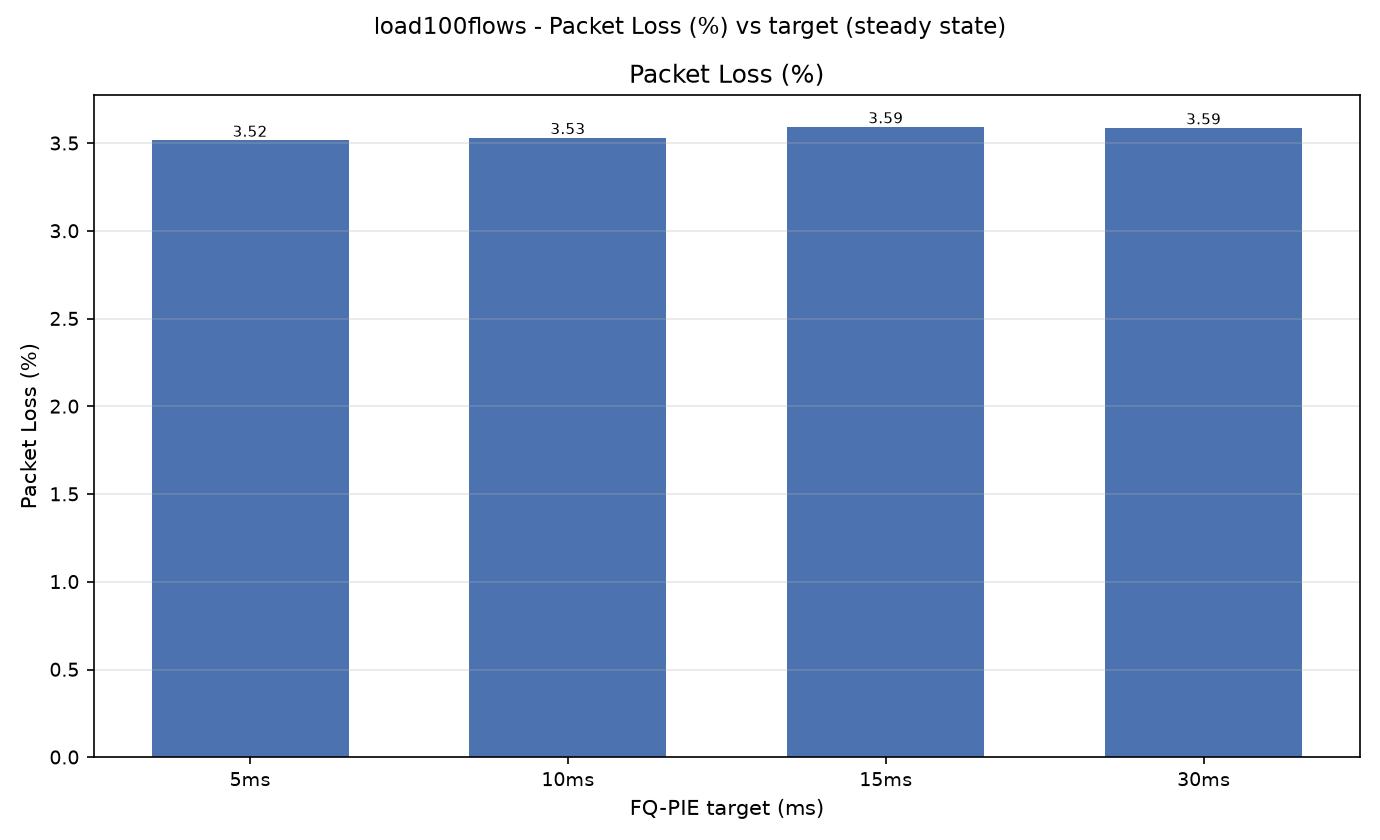 load100flows - Packet Loss (%) vs target (steady state)
Packet Loss (%)
3.52
3.53
3.59
3.59
Packet Loss (%)
3.5
3.0
2.5
2.0
1.5
1.0
0.5
0.0
5ms
10ms
15ms
30ms
FQ-PIE target (ms)